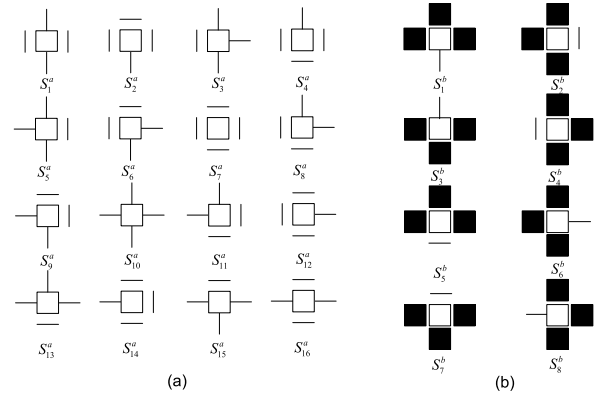 S₁ᵃ S₂ᵃ S₃ᵃ S₄ᵃ S₁ᵇ S₂ᵇ
S₅ᵃ S₆ᵃ S₇ᵃ S₈ᵃ S₃ᵇ S₄ᵇ
S₉ᵃ S₁₀ᵃ S₁₁ᵃ S₁₂ᵃ S₅ᵇ S₆ᵇ
S₁₃ᵃ S₁₄ᵃ S₁₅ᵃ S₁₆ᵃ S₇ᵇ S₈ᵇ
(a) (b)